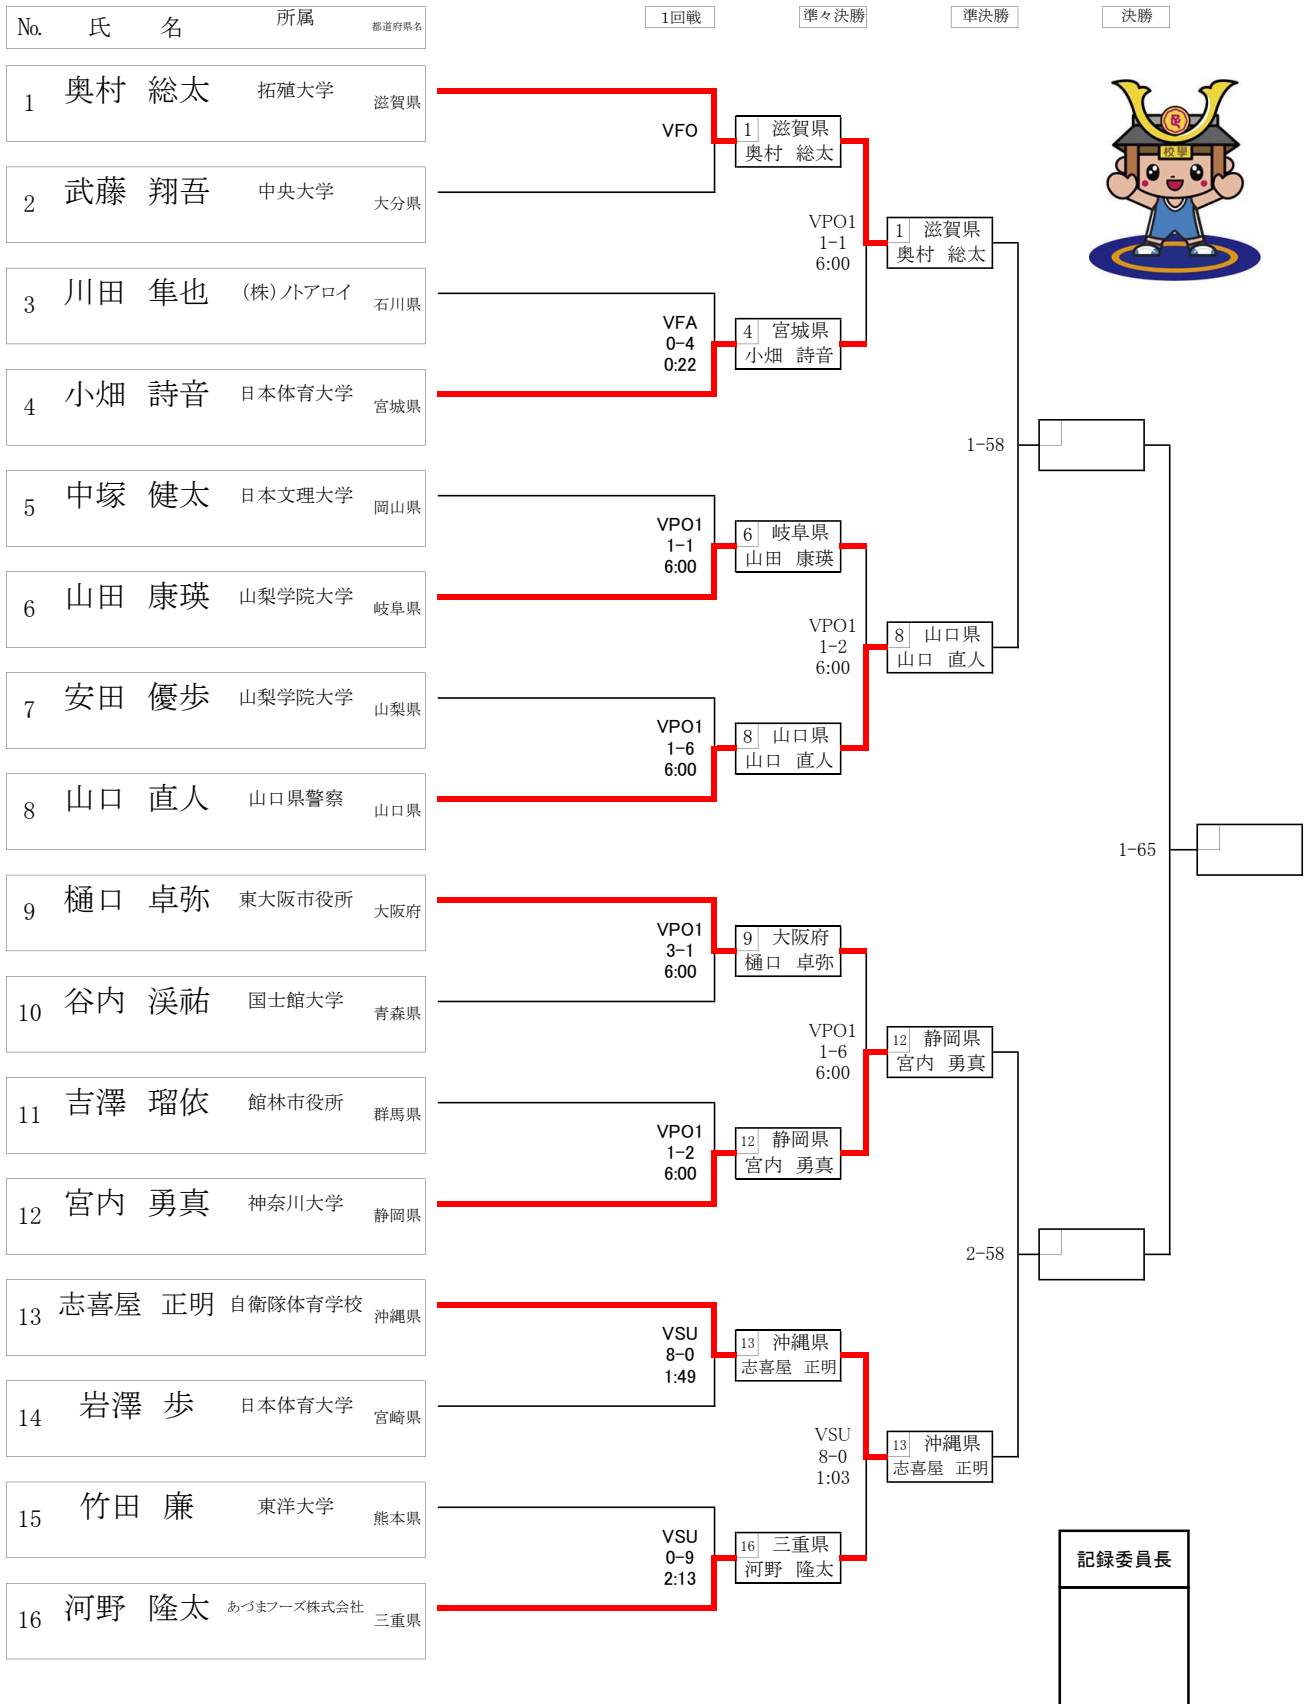 No. 氏 名 所属 都道府県名 1回戦 準々決勝 準決勝 決勝
1 奥村 総太 拓殖大学 滋賀県
VFO
1 滋賀県
奥村 総太
校學
2 武藤 翔吾 中央大学 大分県
VPO1
1-1
6:00
1 滋賀県
奥村 総太
3 川田 隼也 (株)ノトアロイ 石川県
VFA
0-4
0:22
4 宮城県
小畑 詩音
4 小畑 詩音 日本体育大学 宮城県
1-58
5 中塚 健太 日本文理大学 岡山県
VPO1
1-1
6:00
6 岐阜県
山田 康瑛
6 山田 康瑛 山梨学院大学 岐阜県
VPO1
1-2
6:00
8 山口県
山口 直人
7 安田 優歩 山梨学院大学 山梨県
VPO1
1-6
6:00
8 山口県
山口 直人
8 山口 直人 山口県警察 山口県
1-65
9 樋口 卓弥 東大阪市役所 大阪府
VPO1
3-1
6:00
9 大阪府
樋口 卓弥
10 谷内 渓祐 国士館大学 青森県
VPO1
1-6
6:00
12 静岡県
宮内 勇真
11 吉澤 瑠依 館林市役所 群馬県
VPO1
1-2
6:00
12 静岡県
宮内 勇真
12 宮内 勇真 神奈川大学 静岡県
2-58
13 志喜屋 正明 自衛隊体育学校 沖縄県
VSU
8-0
1:49
13 沖縄県
志喜屋 正明
14 岩澤 歩 日本体育大学 宮崎県
VSU
8-0
1:03
13 沖縄県
志喜屋 正明
15 竹田 廉 東洋大学 熊本県
VSU
0-9
2:13
16 三重県
河野 隆太
16 河野 隆太 あづまフーズ株式会社 三重県
記録委員長